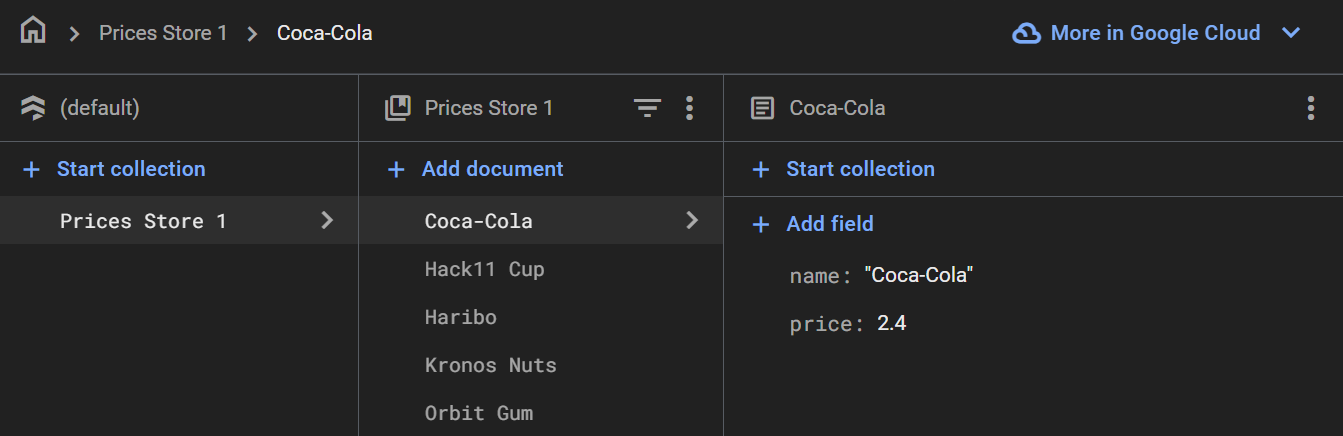 Prices Store 1 Coca-Cola More in Google Cloud
(default) Prices Store 1 Coca-Cola
+ Start collection + Add document + Start collection
Prices Store 1 Coca-Cola
+ Add field
Hack11 Cup
name: "Coca-Cola"
Haribo
price: 2.4
Kronos Nuts
Orbit Gum